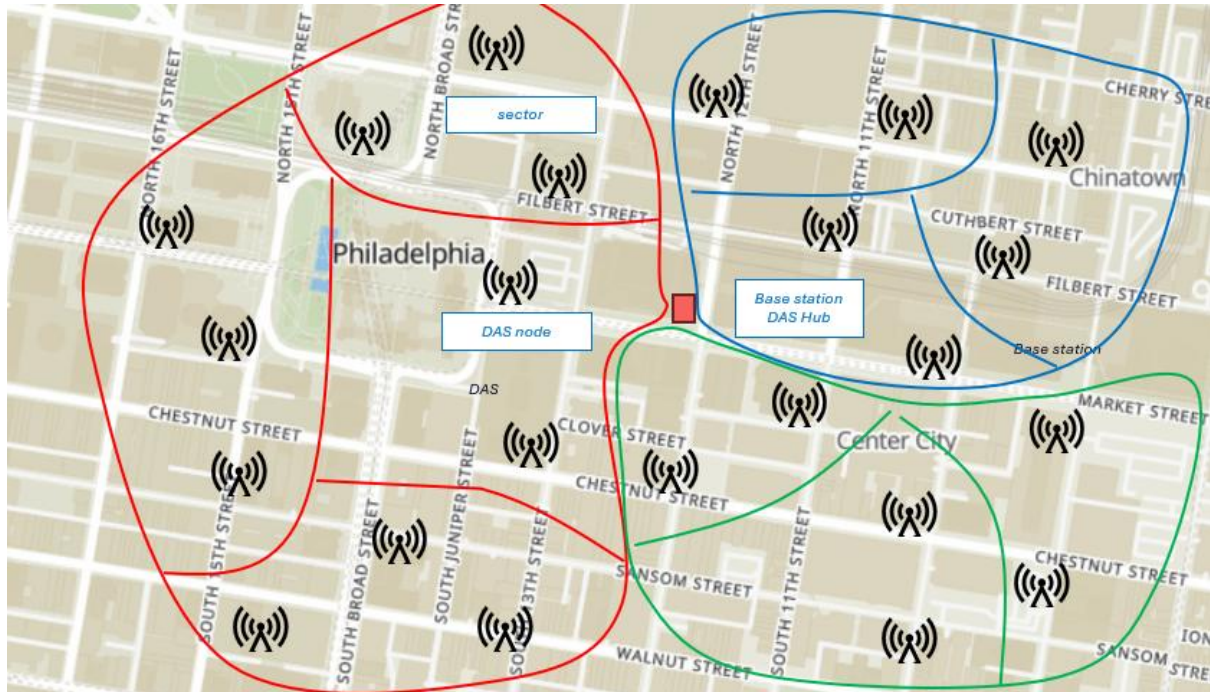 NORTH 16TH STREET
NORTH 15TH STREET
NORTH BROAD STR
sector
NORTH 12TH STREET
NORTH 11TH STREET
CHERRY STRE
Chinatown
FILBERT STREET
CUTHBERT STREET
FILBERT STREET
Philadelphia
DAS node
Base station
DAS Hub
Base station
DAS
MARKET STREET
CHESTNUT STREET
CLOVER STREET
Center City
CHESTNUT STREET
CHESTNUT STREET
SOUTH 15TH STREET
SOUTH BROAD STREET
SOUTH JUNIPER STREET
SOUTH 13TH STREET
SANSOM STREET
SOUTH 11TH STREET
WALNUT STREET
SANSOM STRE
ION